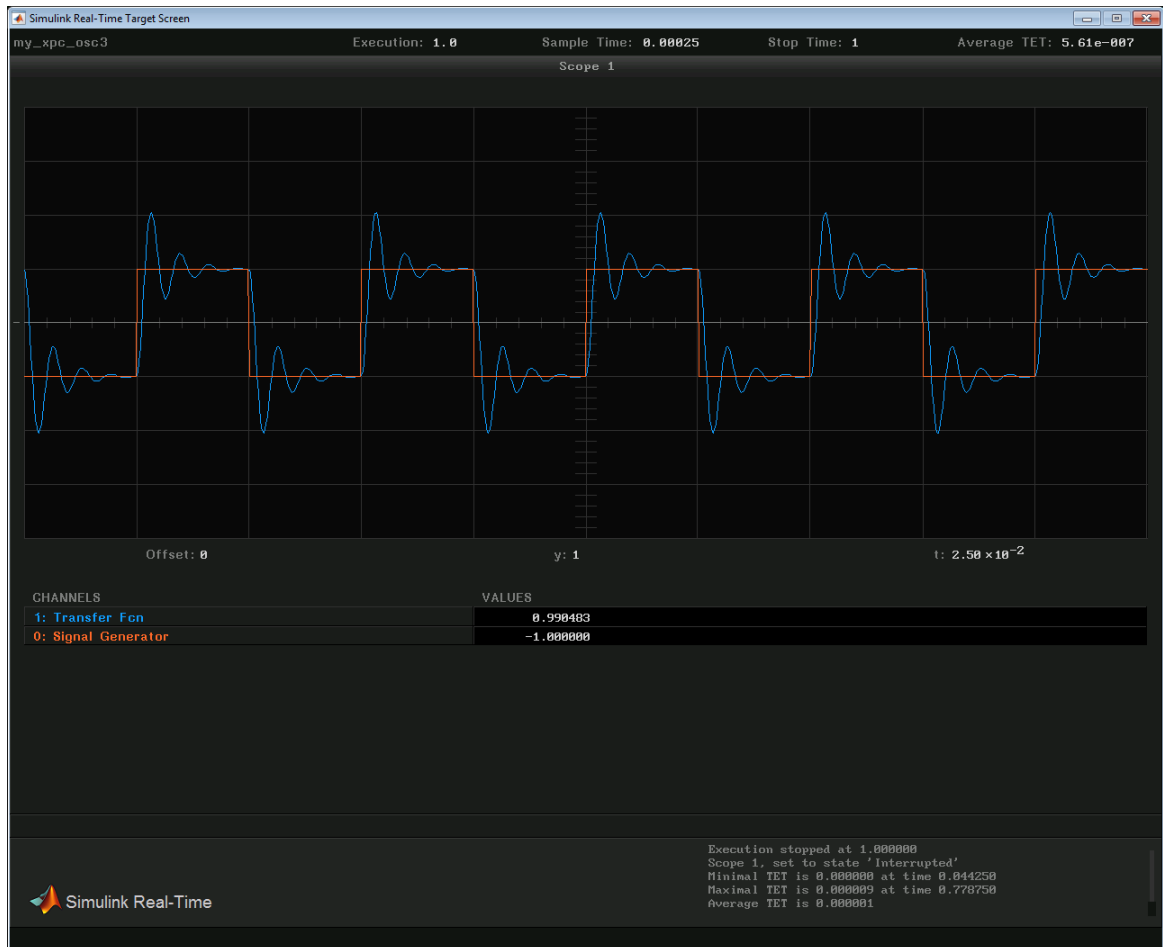 Simulink Real-Time Target Screen
my_xpc_osc3 Execution: 1.0 Sample Time: 0.00025 Stop Time: 1 Average TET: 5.61e-007
Scope 1
Offset: 0 y: 1 t: 2.50 ×10⁻²
CHANNELS VALUES
1: Transfer Fcn 0.990483
0: Signal Generator -1.000000
Execution stopped at 1.000000
Scope 1, set to state 'Interrupted'
Minimal TET is 0.000000 at time 0.044250
Maximal TET is 0.000009 at time 0.778750
Average TET is 0.000001
Simulink Real-Time